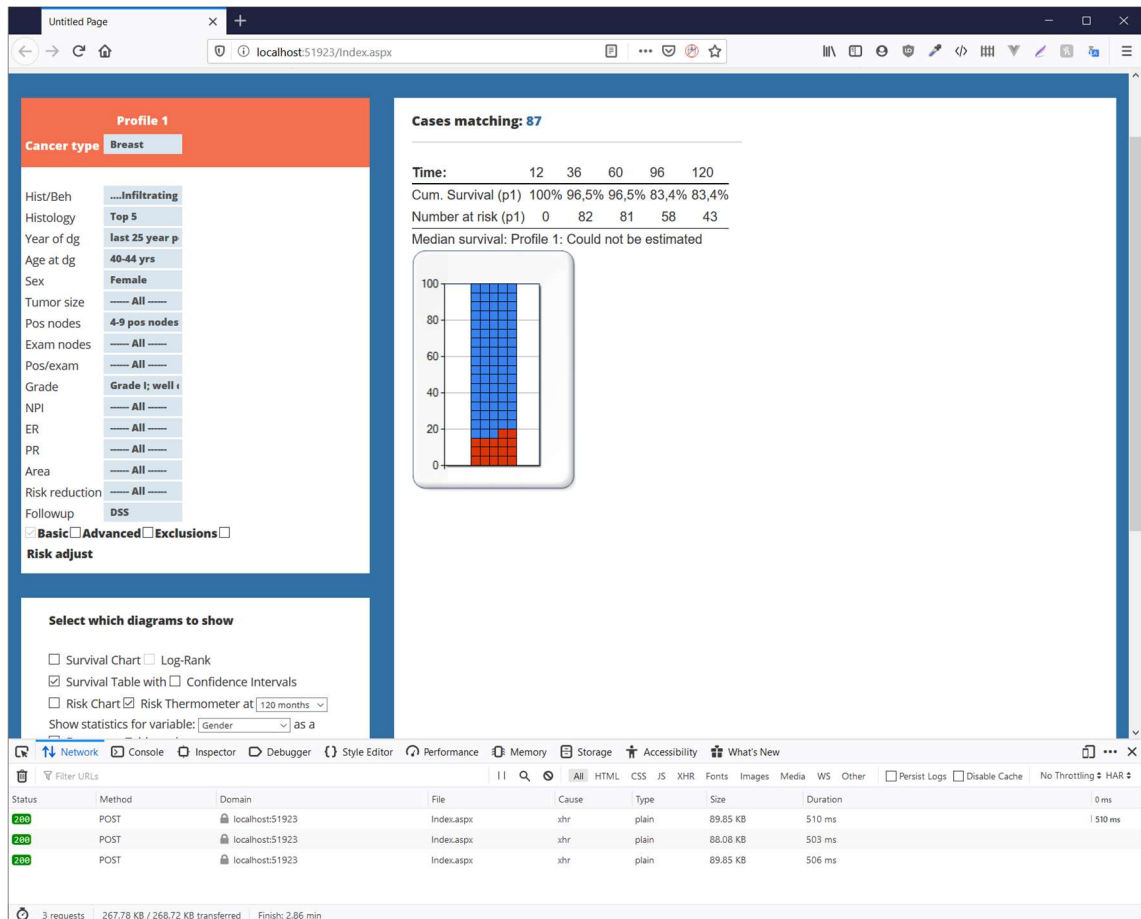 Untitled Page
localhost:51923/Index.aspx
Profile 1
Cancer type Breast
Hist/Beh ....Infiltrating
Histology Top 5
Year of dg last 25 year p
Age at dg 40-44 yrs
Sex Female
Tumor size ------ All ------
Pos nodes 4-9 pos nodes
Exam nodes ------ All ------
Pos/exam ------ All ------
Grade Grade I; well
NPI ------ All ------
ER ------ All ------
PR ------ All ------
Area ------ All ------
Risk reduction ------ All ------
Followup DSS
Basic Advanced Exclusions
Risk adjust
Select which diagrams to show
Survival Chart Log-Rank
Survival Table with Confidence Intervals
Risk Chart Risk Thermometer at 120 months
Show statistics for variable: Gender as a
Cases matching: 87
Time: 12 36 60 96 120
Cum. Survival (p1) 100% 96,5% 96,5% 83,4% 83,4%
Number at risk (p1) 0 82 81 58 43
Median survival: Profile 1: Could not be estimated
100
80
60
40
20
0
Network Console Inspector Debugger {} Style Editor Performance Memory Storage Accessibility What's New
Filter URLs All HTML CSS JS XHR Fonts Images Media WS Other Persist Logs Disable Cache No Throttling HAR
Status Method Domain File Cause Type Size Duration 0 ms
200 POST localhost:51923 Index.aspx xhr plain 89.85 KB 510 ms 510 ms
200 POST localhost:51923 Index.aspx xhr plain 88.08 KB 503 ms
200 POST localhost:51923 Index.aspx xhr plain 89.85 KB 506 ms
3 requests 267.78 KB / 268.72 KB transferred Finish: 2.86 min